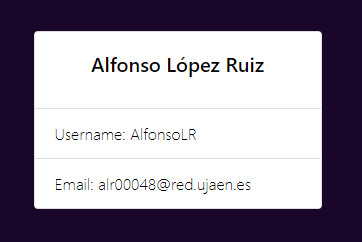 Alfonso López Ruiz
Username: AlfonsoLR
Email: alr00048@red.ujaen.es